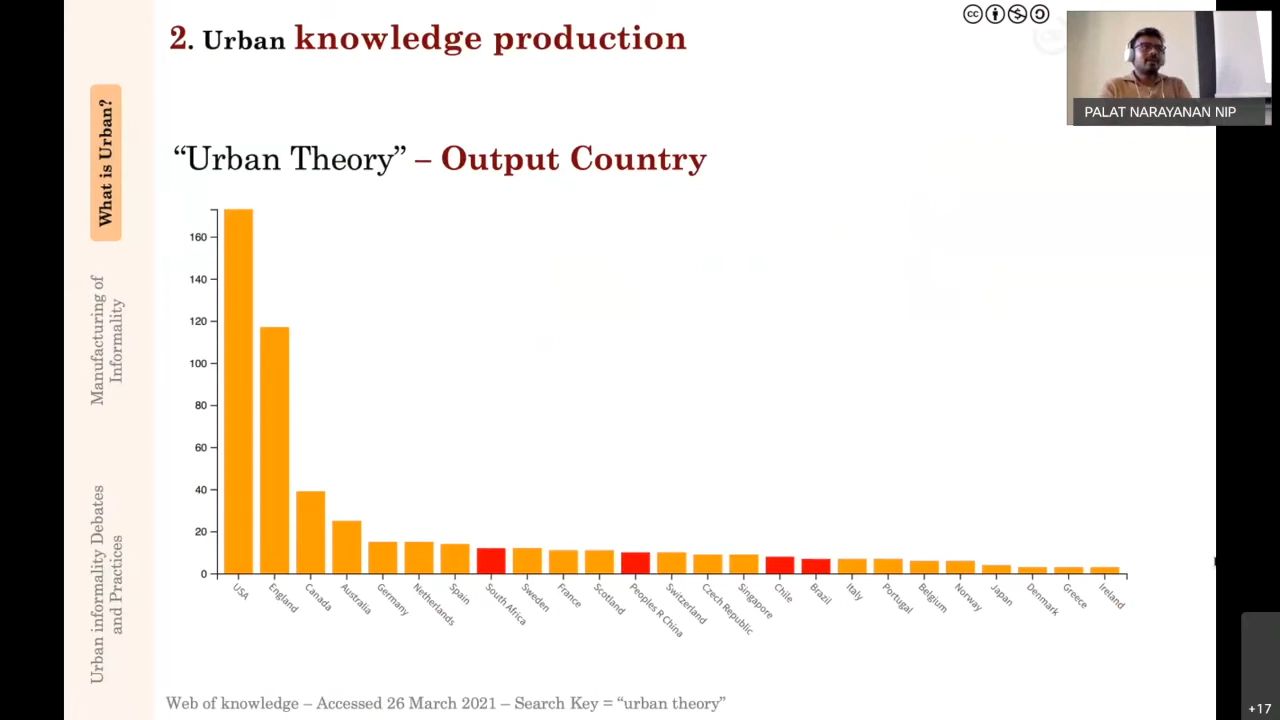 2. Urban knowledge production
PALAT NARAYANAN NIP
What is Urban?
Manufacturing of
Informality
Urban informality Debates
and Practices
“Urban Theory” – Output Country
160
140
120
100
80
60
40
20
0
USA
England
Canada
Australia
Germany
Netherlands
Spain
South Africa
Sweden
France
Scotland
Peoples R China
Switzerland
Czech Republic
Singapore
Chile
Brazil
Italy
Portugal
Belgium
Norway
Japan
Denmark
Greece
Ireland
Web of knowledge – Accessed 26 March 2021 – Search Key = “urban theory”
+17